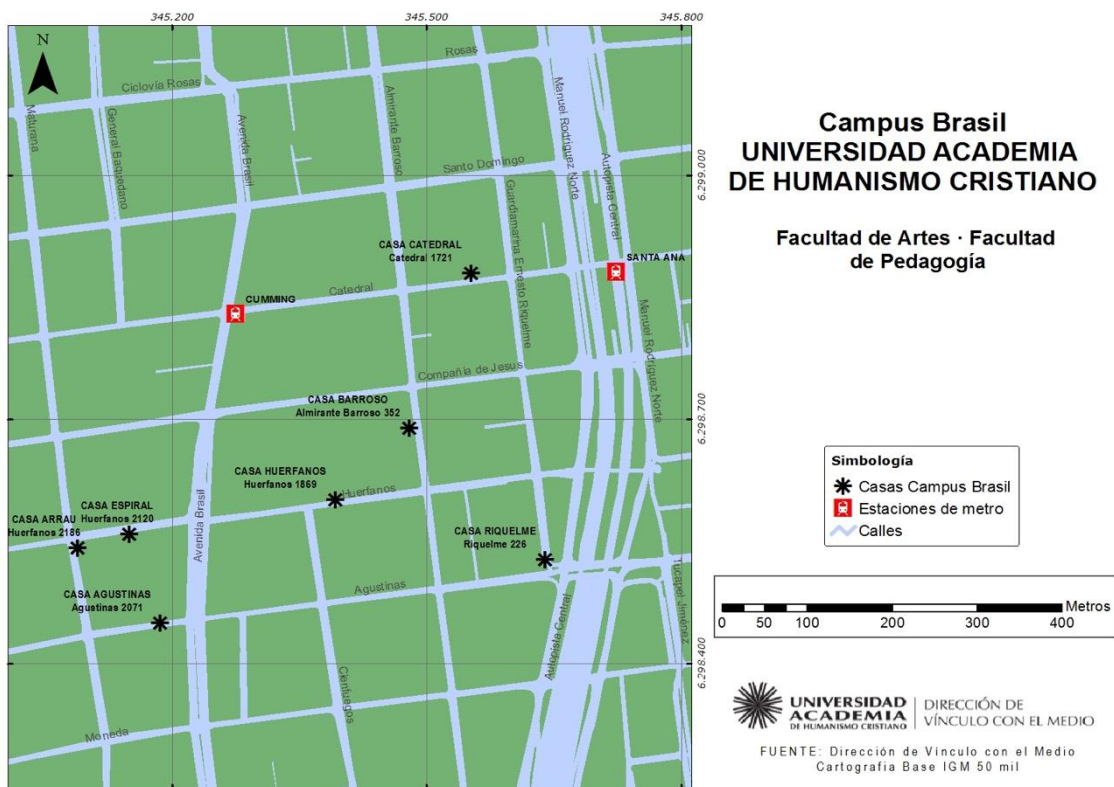 345.200
345.500
345.800
N
Rosas
Ciclovía Rosas
Maturana
General Baquedano
Avenida Brasil
Almirante Barroso
Manuel Rodríguez Norte
Autopista Central
Santo Domingo
Guardiamarina Ernesto Riquelme
6.299.000
CASA CATEDRAL
Catedral 1721
SANTA ANA
Catedral
CUMMING
Manuel Rodríguez Norte
Compañía de Jesús
CASA BARROSO
Almirante Barroso 352
6.298.700
CASA HUERFANOS
Huerfanos 1869
Huerfanos
CASA ESPIRAL
Huerfanos 2120
CASA ARRAU
Huerfanos 2186
Avenida Brasil
CASA RIQUELME
Riquelme 226
CASA AGUSTINAS
Agustinas 2071
Agustinas
Tucapel Jiménez
Autopista Central
6.298.400
Cienfuegos
Moneda
Campus Brasil
UNIVERSIDAD ACADEMIA
DE HUMANISMO CRISTIANO
Facultad de Artes · Facultad
de Pedagogía
Simbología
Casas Campus Brasil
Estaciones de metro
Calles
Metros
0 50 100 200 300 400
UNIVERSIDAD
ACADEMIA
DE HUMANISMO CRISTIANO
DIRECCIÓN DE
VÍNCULO CON EL MEDIO
FUENTE: Dirección de Vínculo con el Medio
Cartografia Base IGM 50 mil